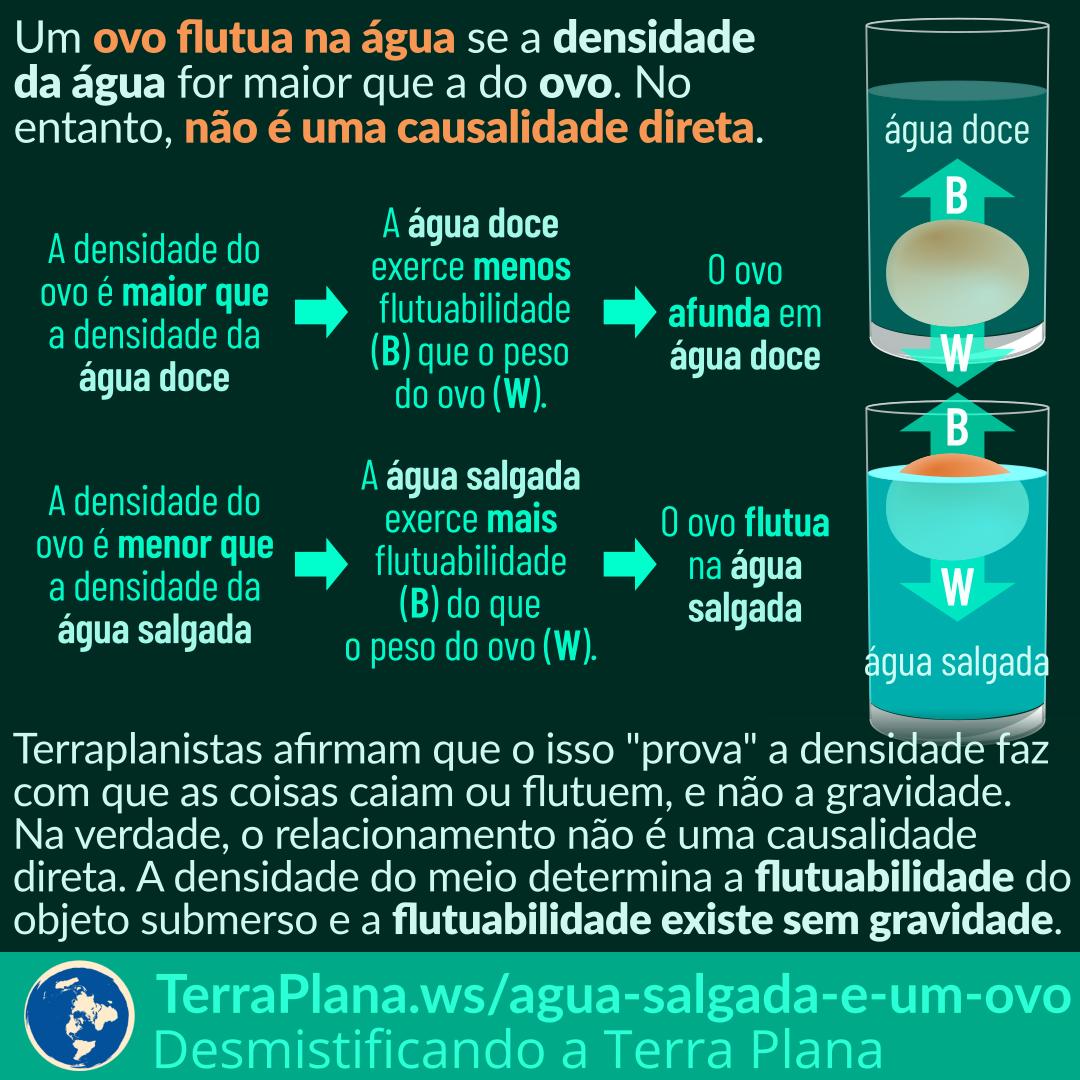 Um ovo flutua na água se a densidade
da água for maior que a do ovo. No
entanto, não é uma causalidade direta.
A densidade do
ovo é maior que
a densidade da
água doce
A água doce
exerce menos
flutuabilidade
(B) que o peso
do ovo (W).
O ovo
afunda em
água doce
água doce
B
W
A densidade do
ovo é menor que
a densidade da
água salgada
A água salgada
exerce mais
flutuabilidade
(B) do que
o peso do ovo (W).
O ovo flutua
na água
salgada
B
W
água salgada
Terraplanistas afirmam que o isso "prova" a densidade faz
com que as coisas caiam ou flutuem, e não a gravidade.
Na verdade, o relacionamento não é uma causalidade
direta. A densidade do meio determina a flutuabilidade do
objeto submerso e a flutuabilidade existe sem gravidade.
TerraPlana.ws/agua-salgada-e-um-ovo
Desmistificando a Terra Plana